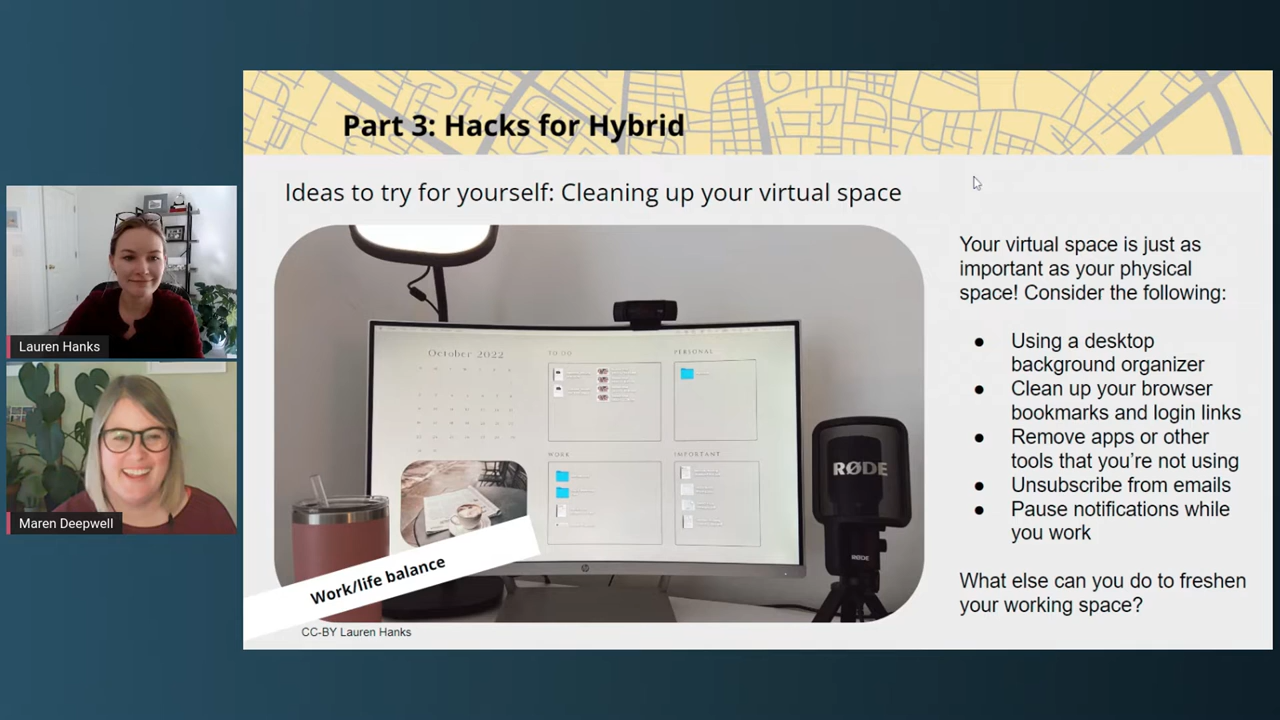 Part 3: Hacks for Hybrid
Ideas to try for yourself: Cleaning up your virtual space
Lauren Hanks
Maren Deepwell
October 2022
TO DO
PERSONAL
WORK
IMPORTANT
RØDE
RØDE
hp
Work/life balance
CC-BY Lauren Hanks
Your virtual space is just as
important as your physical
space! Consider the following:
● Using a desktop
background organizer
● Clean up your browser
bookmarks and login links
● Remove apps or other
tools that you’re not using
● Unsubscribe from emails
● Pause notifications while
you work
What else can you do to freshen
your working space?